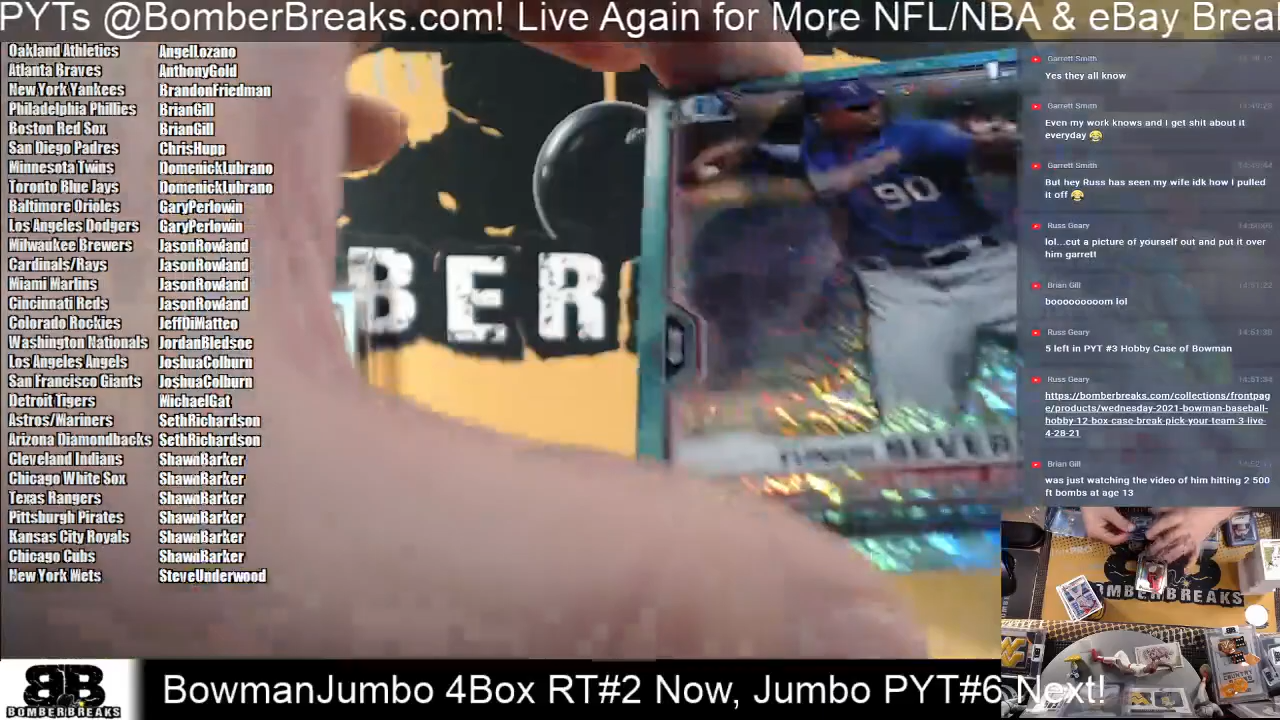 PYTs @BomberBreaks.com! Live Again for More NFL/NBA & eBay Brea
Oakland Athletics AngelLozano
Atlanta Braves AnthonyGold
New York Yankees BrandonFriedman
Philadelphia Phillies BrianGill
Boston Red Sox BrianGill
San Diego Padres ChrisHupp
Minnesota Twins DomenickLubrano
Toronto Blue Jays DomenickLubrano
Baltimore Orioles GaryPerlowin
Los Angeles Dodgers GaryPerlowin
Milwaukee Brewers JasonRowland
Cardinals/Rays JasonRowland
Miami Marlins JasonRowland
Cincinnati Reds JasonRowland
Colorado Rockies JeffDiMatteo
Washington Nationals JordanBledsoe
Los Angeles Angels JoshuaColburn
San Francisco Giants JoshuaColburn
Detroit Tigers MichaelGat
Astros/Mariners SethRichardson
Arizona Diamondbacks SethRichardson
Cleveland Indians ShawnBarker
Chicago White Sox ShawnBarker
Texas Rangers ShawnBarker
Pittsburgh Pirates ShawnBarker
Kansas City Royals ShawnBarker
Chicago Cubs ShawnBarker
New York Mets SteveUnderwood
BER
90
Garrett Smith
Yes they all know
Garrett Smith
Even my work knows and I get shit about it
everyday 😂
Garrett Smith
But hey Russ has seen my wife idk how I pulled
it off 😂
Russ Geary
lol...cut a picture of yourself out and put it over
him garrett
Brian Gill 14:51:22
booooooooom lol
Russ Geary
5 left in PYT #3 Hobby Case of Bowman
Russ Geary
https://bomberbreaks.com/collections/frontpag
e/products/wednesday-2021-bowman-baseball-
hobby-12-box-case-break-pick-your-team-3-live-
4-28-21
Brian Gill
was just watching the video of him hitting 2 500
ft bombs at age 13
OMBERBREAKS
BB
BOMBERBREAKS
BowmanJumbo 4Box RT#2 Now, Jumbo PYT#6 Next!